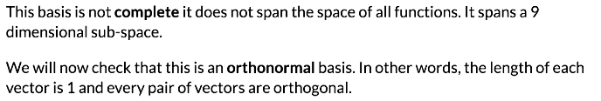 This basis is not complete it does not span the space of all functions. It spans a 9
dimensional sub-space.
We will now check that this is an orthonormal basis. In other words, the length of each
vector is 1 and every pair of vectors are orthogonal.